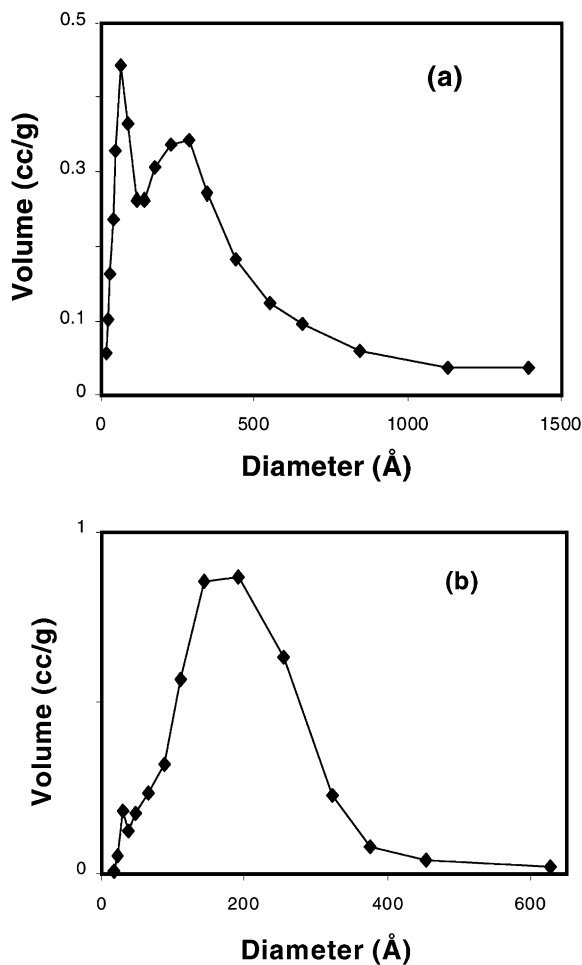 0.5
(a)
0.3
Volume (cc/g)
0.1
0
0 500 1000 1500
Diameter (Å)
1
(b)
Volume (cc/g)
0
0 200 400 600
Diameter (Å)